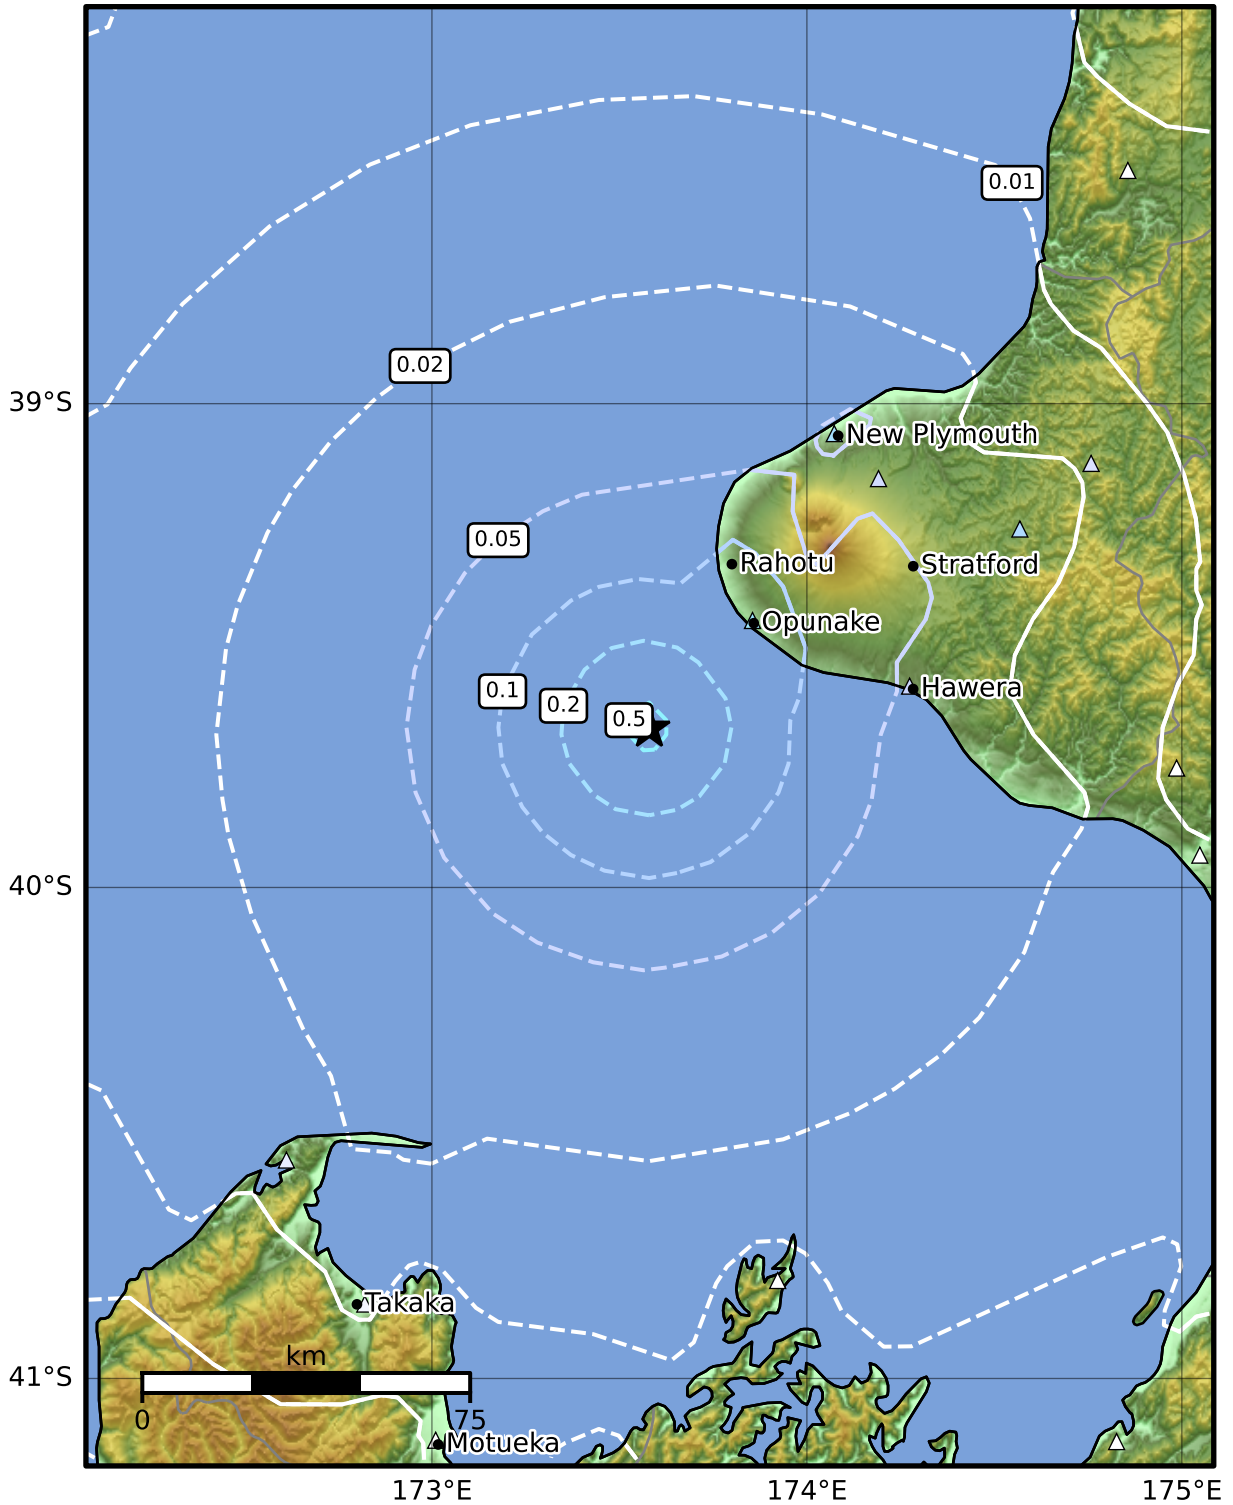 0.01
0.02
39°S
New Plymouth
0.05
Rahotu
Stratford
Opunake
0.1
0.2
0.5
Hawera
40°S
Takaka
km
41°S
0
75
Motueka
173°E
174°E
175°E